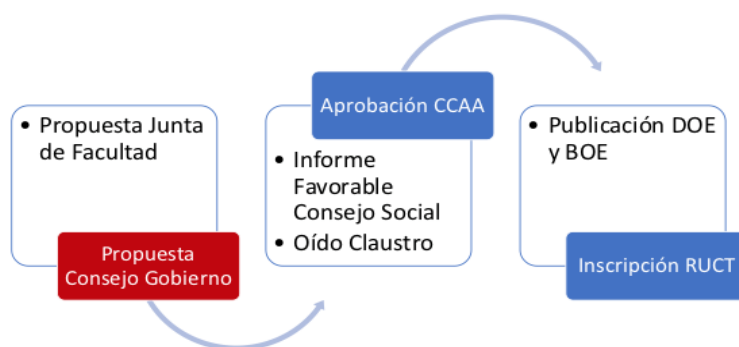 • Propuesta Junta
de Facultad
Propuesta
Consejo Gobierno
Aprobación CCAA
• Informe
Favorable
Consejo Social
• Oído Claustro
• Publicación DOE
y BOE
Inscripción RUCT